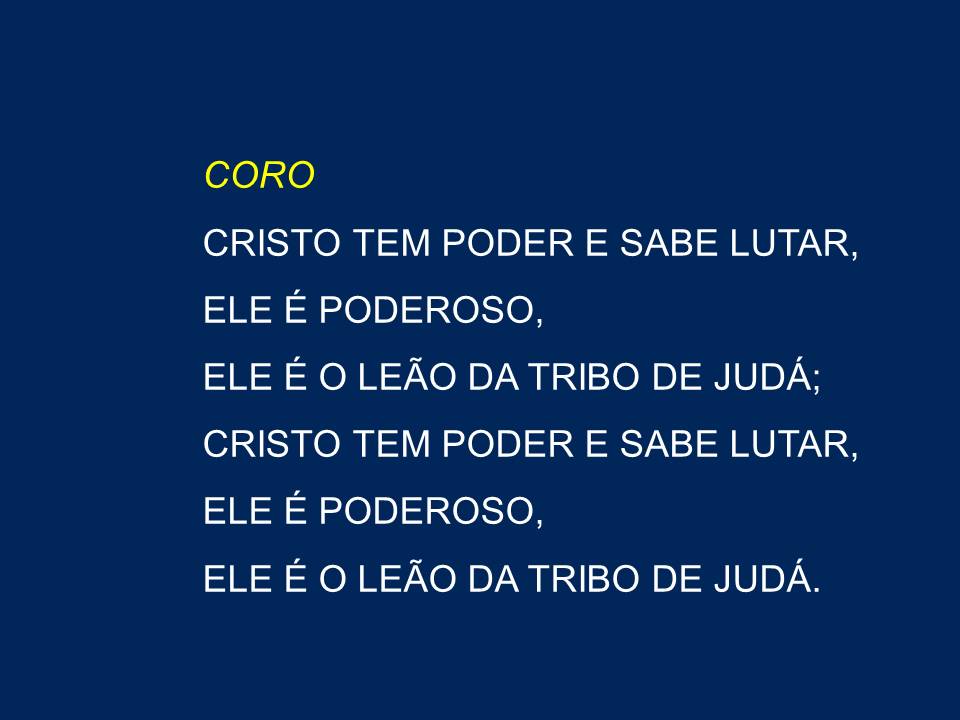 CORO
CRISTO TEM PODER E SABE LUTAR,
ELE É PODEROSO,
ELE É O LEÃO DA TRIBO DE JUDÁ;
CRISTO TEM PODER E SABE LUTAR,
ELE É PODEROSO,
ELE É O LEÃO DA TRIBO DE JUDÁ.